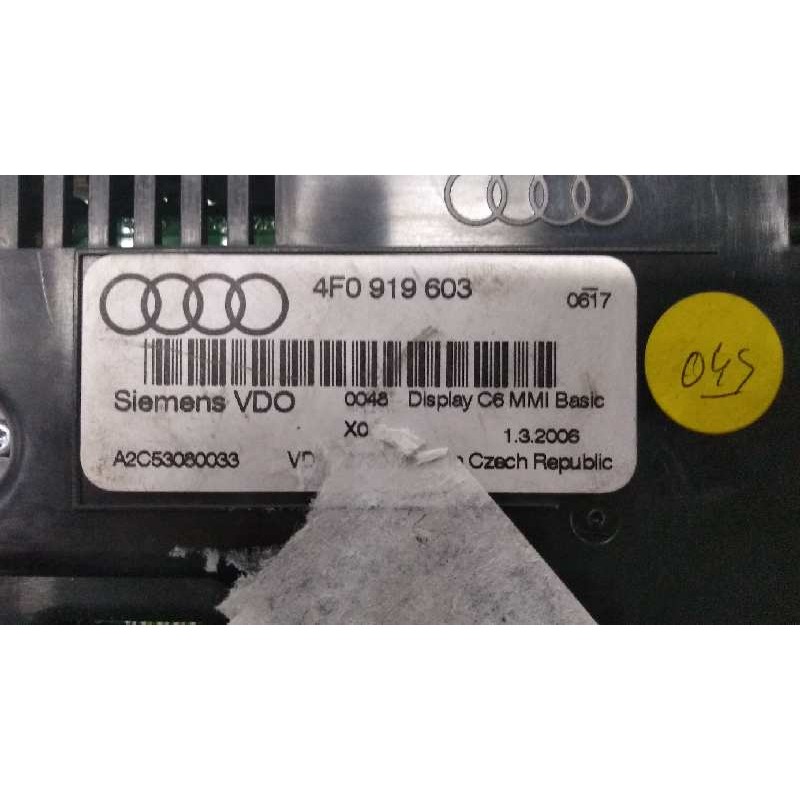 4F0 919 603
0617
Siemens VDO 0048 Display C6 MMI Basic
X0 1.3.2006
A2C53080033 VD Czech Republic
045